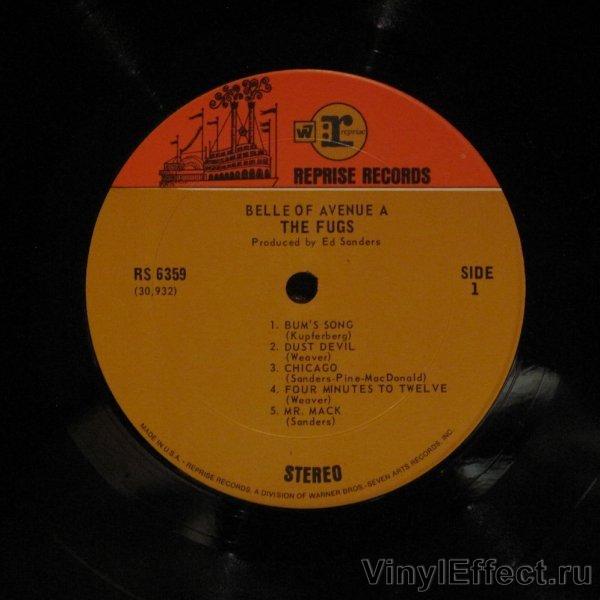 W7 r: reprise
REPRISE RECORDS
BELLE OF AVENUE A
THE FUGS
Produced by Ed Sanders
RS 6359
(30,932)
SIDE
1
1. BUM'S SONG
(Kupferberg)
2. DUST DEVIL
(Weaver)
3. CHICAGO
(Sanders-Pine-MacDonald)
4. FOUR MINUTES TO TWELVE
(Weaver)
5. MR. MACK
(Sanders)
STEREO
MADE IN U.S.A. - REPRISE RECORDS, A DIVISION OF WARNER BROS.-SEVEN ARTS RECORDS, INC.
VinylEffect.ru